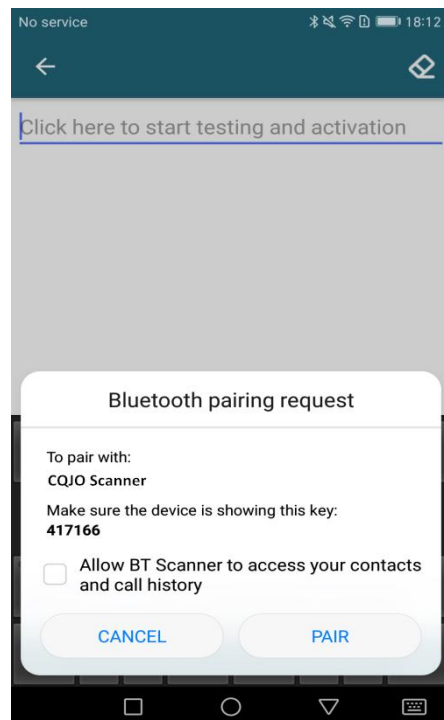 No service 18:12
Click here to start testing and activation
Bluetooth pairing request
To pair with:
CQJO Scanner
Make sure the device is showing this key:
417166
Allow BT Scanner to access your contacts
and call history
CANCEL PAIR